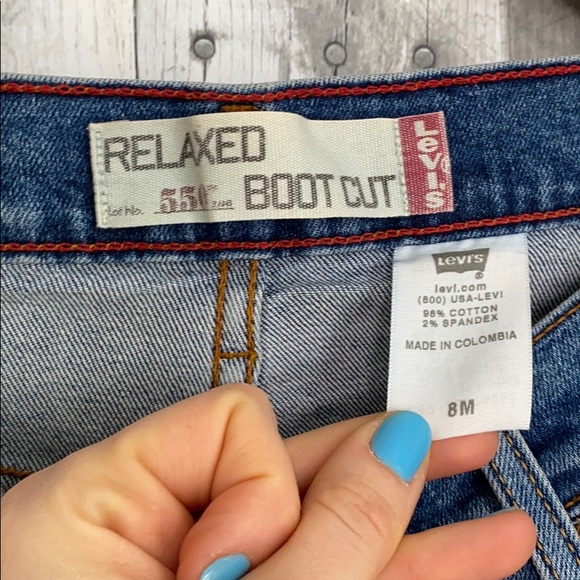 RELAXED
Lot No. 550™
BOOT CUT
Levi's
Levi's
®
levi.com
(800) USA-LEVI
98% COTTON
2% SPANDEX
MADE IN COLOMBIA
8M